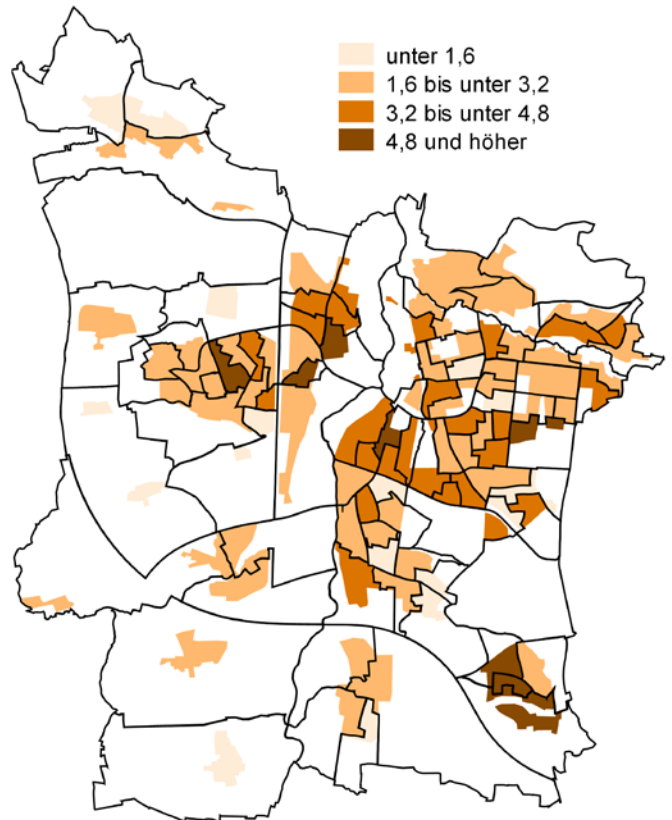 unter 1,6
1,6 bis unter 3,2
3,2 bis unter 4,8
4,8 und höher